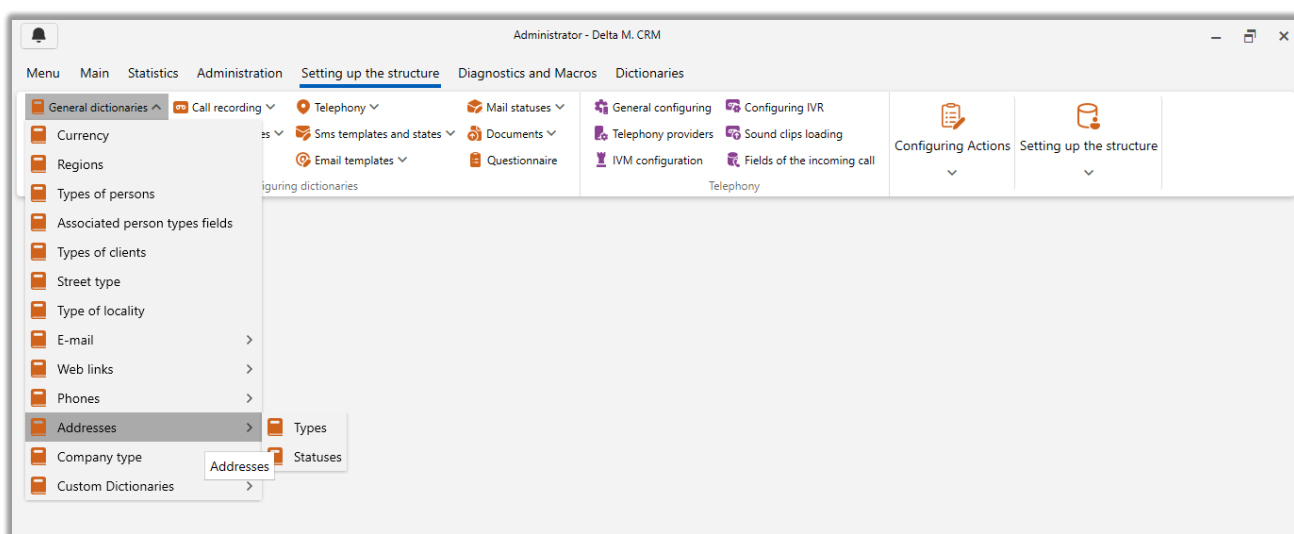 Administrator - Delta M. CRM
Menu Main Statistics Administration Setting up the structure Diagnostics and Macros Dictionaries
General dictionaries Call recording Telephony Mail statuses General configuring Configuring IVR
es Sms templates and states Documents Telephony providers Sound clips loading
Email templates Questionnaire IVM configuration Fields of the incoming call
Configuring Actions Setting up the structure
iguring dictionaries Telephony
Currency
Regions
Types of persons
Associated person types fields
Types of clients
Street type
Type of locality
E-mail
Web links
Phones
Addresses Types
Company type Statuses
Addresses
Custom Dictionaries